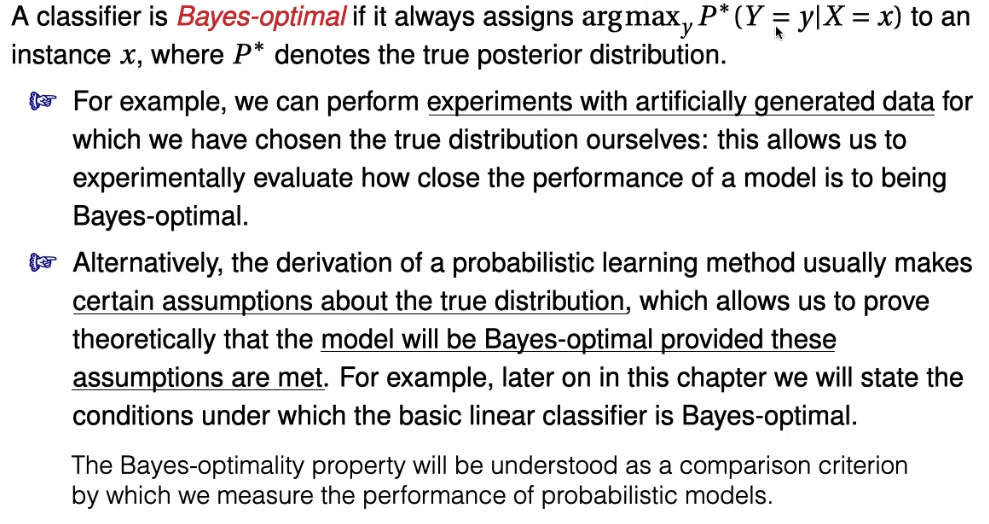 A classifier is Bayes-optimal if it always assigns argmax_y P*(Y = y|X = x) to an
instance x, where P* denotes the true posterior distribution.
For example, we can perform experiments with artificially generated data for
which we have chosen the true distribution ourselves: this allows us to
experimentally evaluate how close the performance of a model is to being
Bayes-optimal.
Alternatively, the derivation of a probabilistic learning method usually makes
certain assumptions about the true distribution, which allows us to prove
theoretically that the model will be Bayes-optimal provided these
assumptions are met. For example, later on in this chapter we will state the
conditions under which the basic linear classifier is Bayes-optimal.
The Bayes-optimality property will be understood as a comparison criterion
by which we measure the performance of probabilistic models.